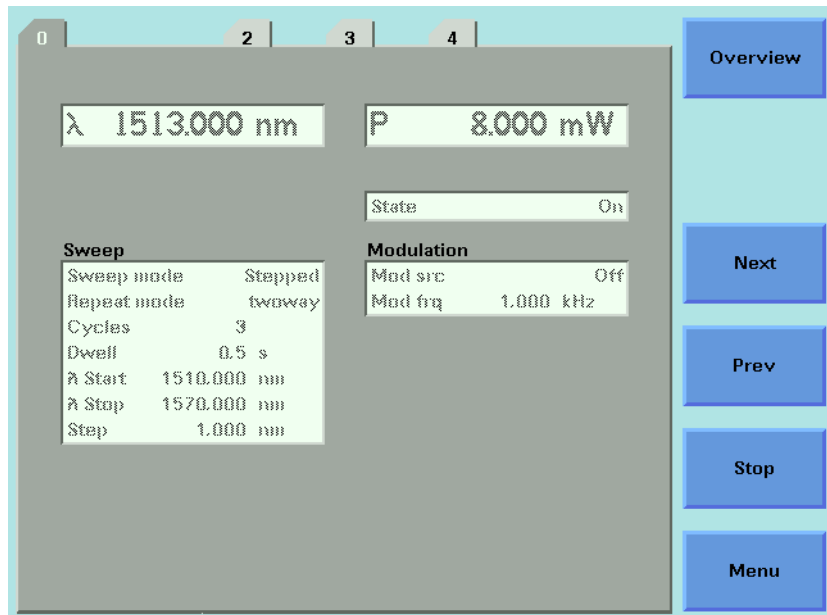 0 2 3 4
Overview
λ 1513.000 nm
P 8.000 mW
State On
Sweep
Sweep mode Stepped
Repeat mode twoway
Cycles 3
Dwell 0.5 s
λ Start 1510.000 nm
λ Stop 1570.000 nm
Step 1.000 nm
Modulation
Mod src Off
Mod frq 1.000 kHz
Next
Prev
Stop
Menu